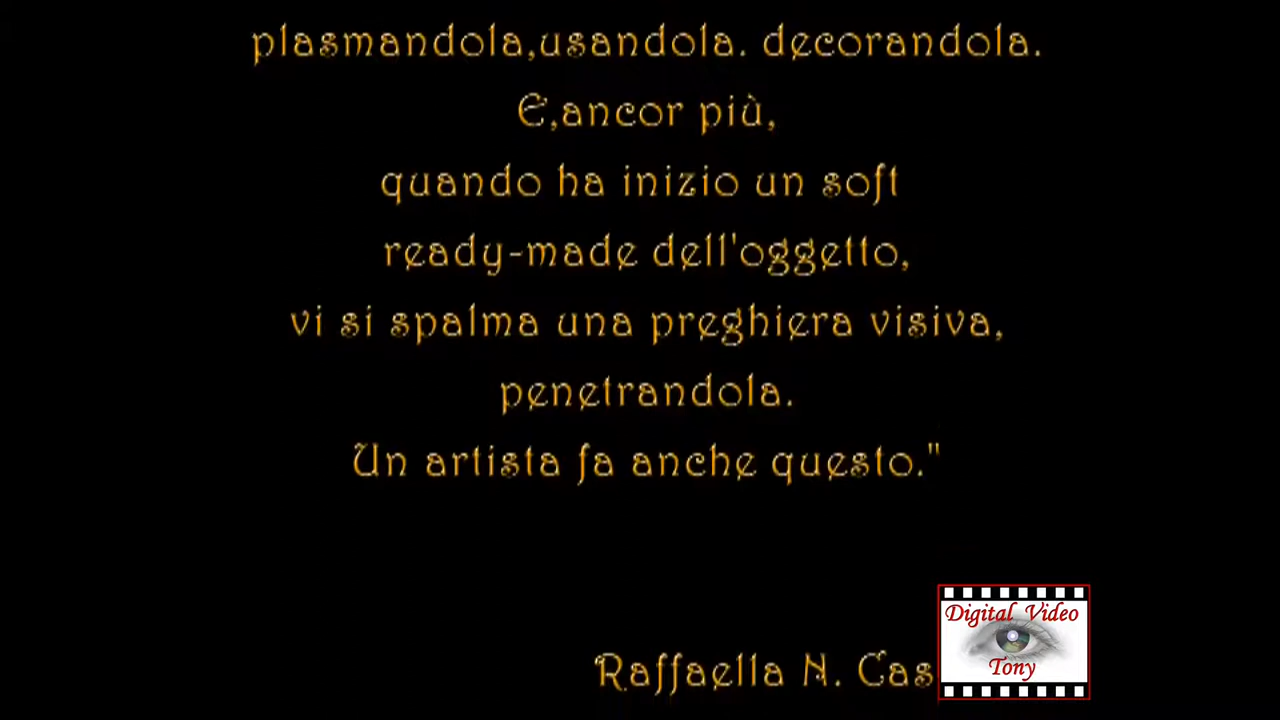 plasmandola,usandola. decorandola.
E,ancor più,
quando ha inizio un soft
ready-made dell'oggetto,
vi si spalma una preghiera visiva,
penetrandola.
Un artista fa anche questo."
Raffaella N. Cas
Digital Video
Tony